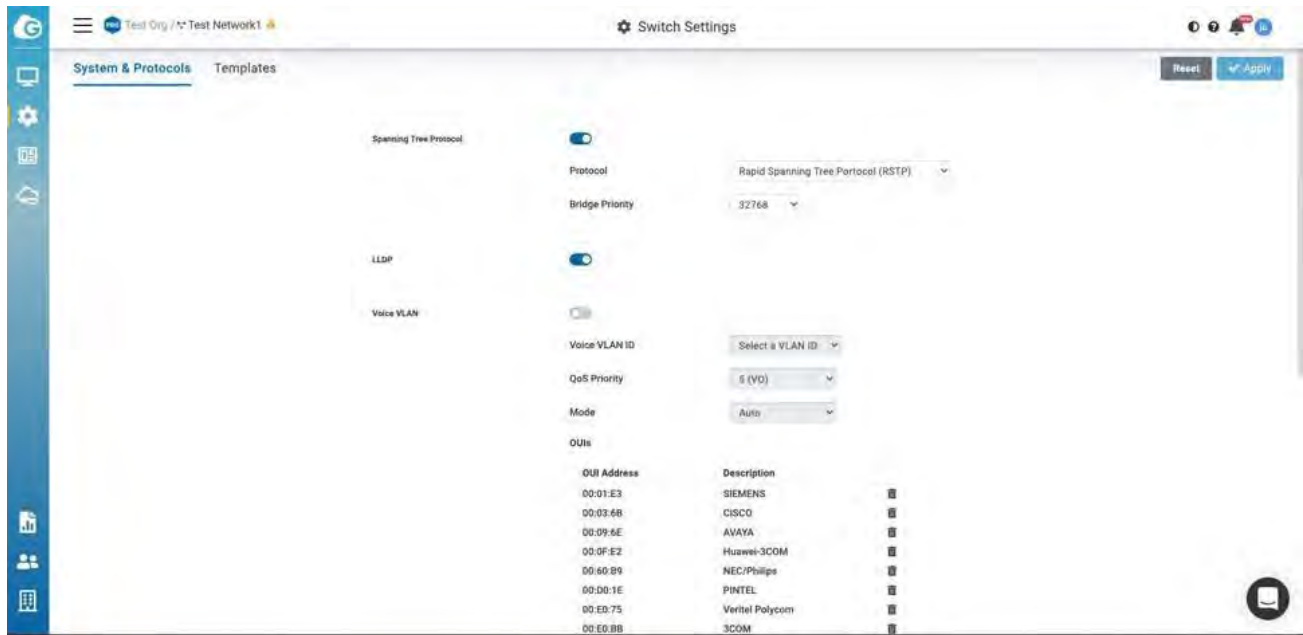 Test Org / Test Network1
Switch Settings
System & Protocols
Templates
Reset
Apply
Spanning Tree Protocol
Protocol
Rapid Spanning Tree Portocol (RSTP)
Bridge Priority
32768
LLDP
Voice VLAN
Voice VLAN ID
Select a VLAN ID
QoS Priority
5 (VO)
Mode
Auto
OUIs
OUI Address Description
00:01:E3 SIEMENS
00:03:6B CISCO
00:09:6E AVAYA
00:0F:E2 Huawei-3COM
00:60:B9 NEC/Philips
00:D0:1E PINTEL
00:E0:75 Veritel Polycom
00:E0:BB 3COM